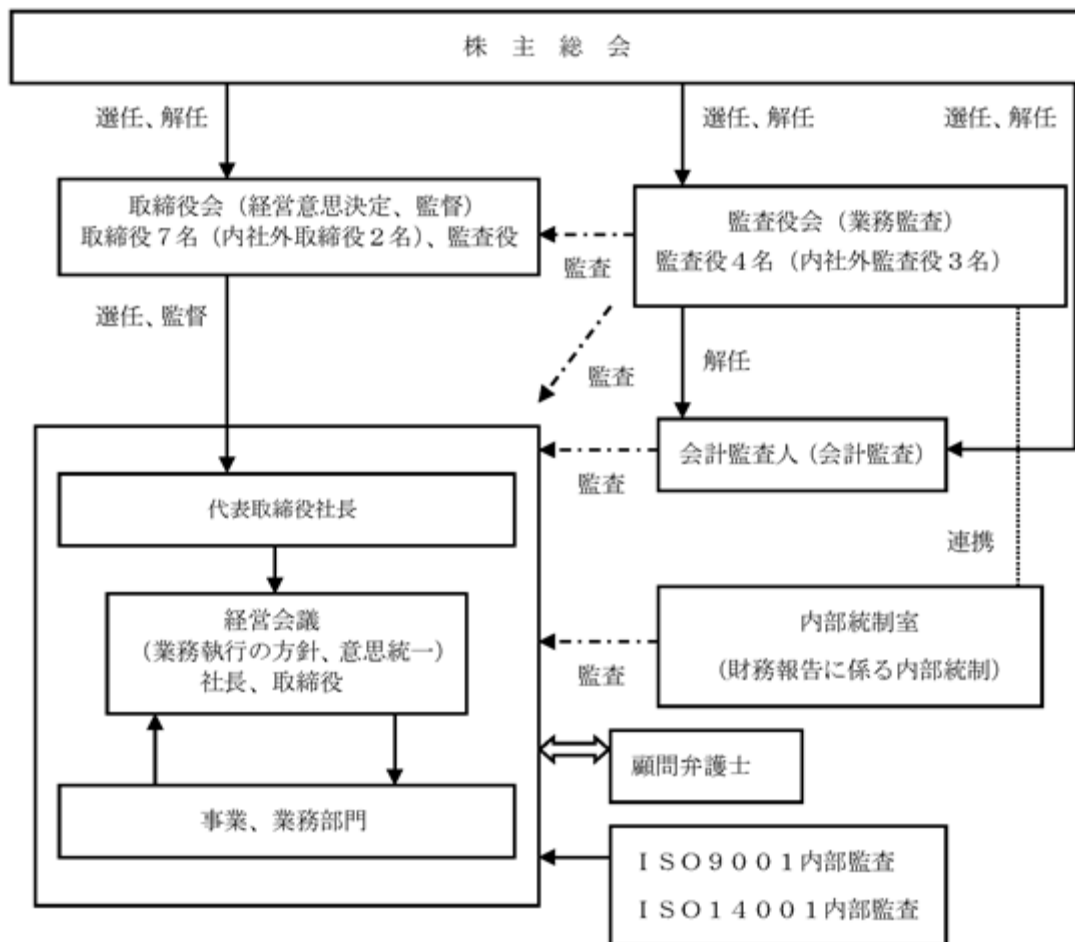 株 主 総 会
選任、解任
選任、解任
選任、解任
取締役会（経営意思決定、監督）
取締役７名（内社外取締役２名）、監査役
監査役会（業務監査）
監査役４名（内社外監査役３名）
監査
選任、監督
監査
解任
会計監査人（会計監査）
監査
代表取締役社長
連携
経営会議
（業務執行の方針、意思統一）
社長、取締役
内部統制室
（財務報告に係る内部統制）
監査
顧問弁護士
事業、業務部門
ＩＳＯ９００１内部監査
ＩＳＯ１４００１内部監査